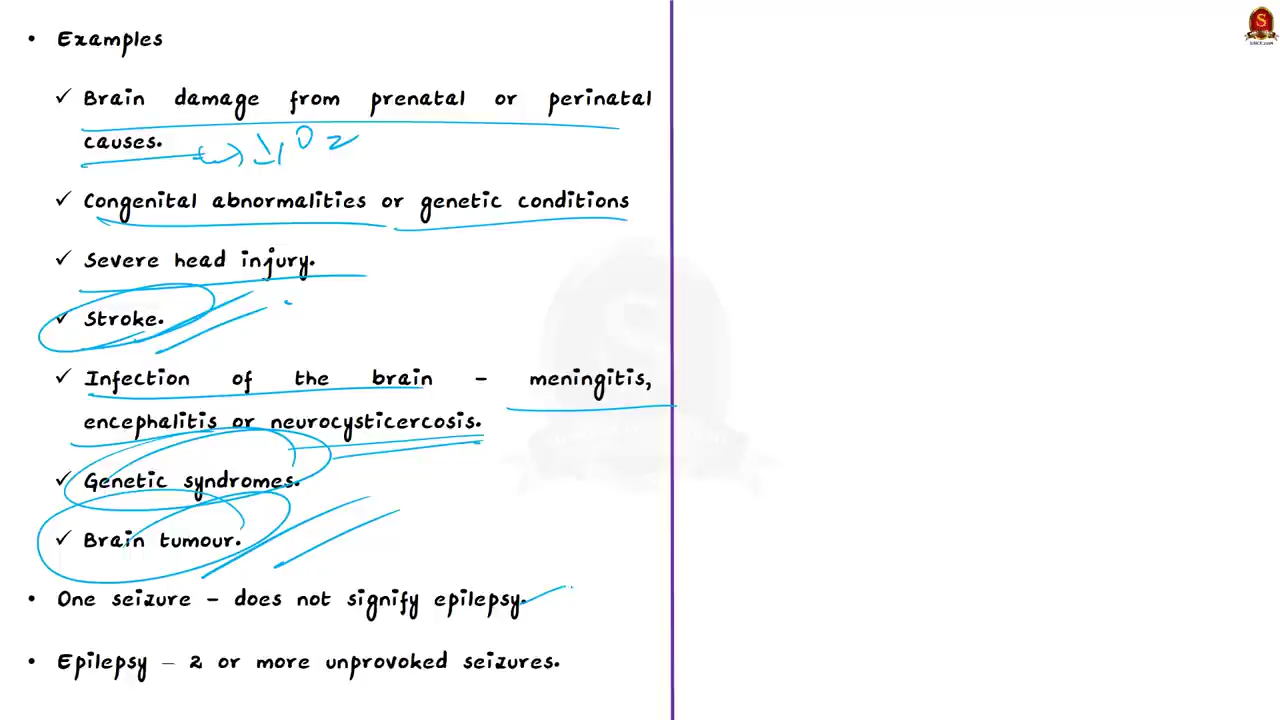 • Examples
✓ Brain damage from prenatal or perinatal
causes.
✓ Congenital abnormalities or genetic conditions
✓ Severe head injury.
✓ Stroke.
✓ Infection of the brain - meningitis,
encephalitis or neurocysticercosis.
✓ Genetic syndromes.
✓ Brain tumour.
• One seizure - does not signify epilepsy.
• Epilepsy – 2 or more unprovoked seizures.